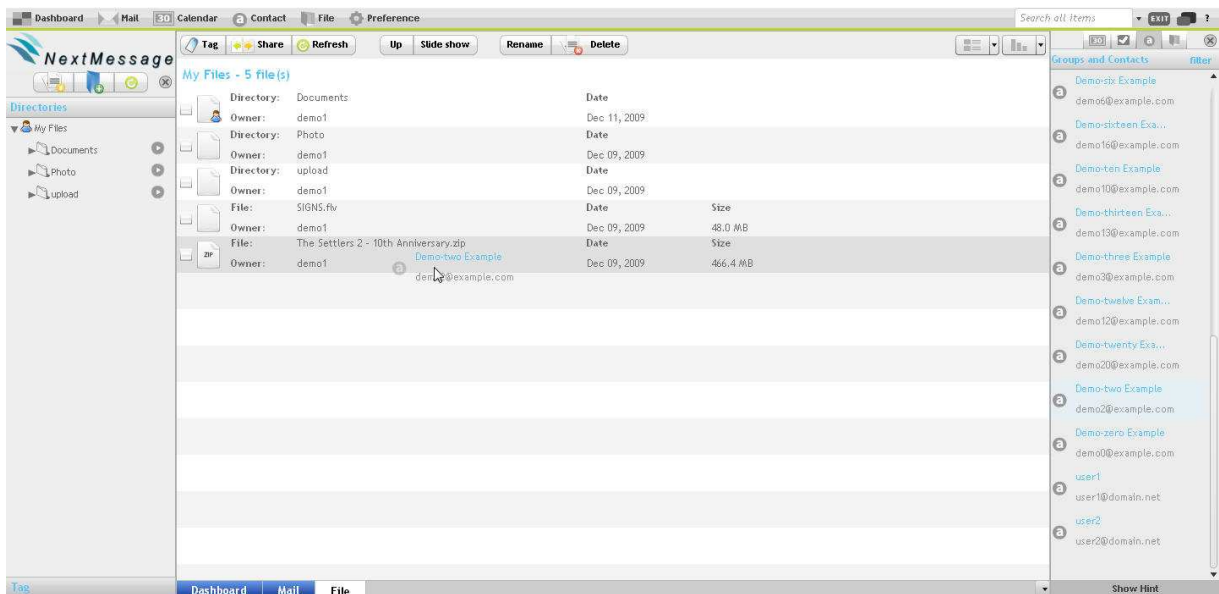 Dashboard Mail 30 Calendar a Contact File Preference Search all items EXIT ?
NextMessage
Tag Share Refresh Up Slide show Rename Delete
My Files - 5 file(s)
Directories
My Files
Documents
Photo
upload
Directory: Documents Date
Owner: demo1 Dec 11, 2009
Directory: Photo Date
Owner: demo1 Dec 09, 2009
Directory: upload Date
Owner: demo1 Dec 09, 2009
File: SIGNS.flv Date Size
Owner: demo1 Dec 09, 2009 48.0 MB
File: The Settlers 2 - 10th Anniversary.zip Date Size
ZIP
Owner: demo1 Dec 09, 2009 466.4 MB
Demo-two Example
Groups and Contacts filter
Demo-six Example
demo6@example.com
Demo-sixteen Exa...
demo16@example.com
Demo-ten Example
demo10@example.com
Demo-thirteen Exa...
demo13@example.com
Demo-three Example
demo3@example.com
Demo-twelve Exam...
demo12@example.com
Demo-twenty Exa...
demo20@example.com
Demo-two Example
demo2@example.com
Demo-zero Example
demo0@example.com
user1
user1@domain.net
user2
user2@domain.net
Tag
Dashboard Mail File
Show Hint